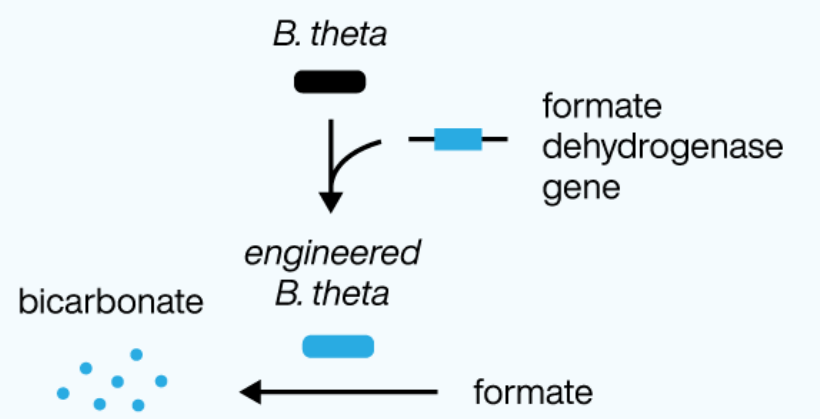 B. theta
formate
dehydrogenase
gene
engineered
B. theta
bicarbonate
formate